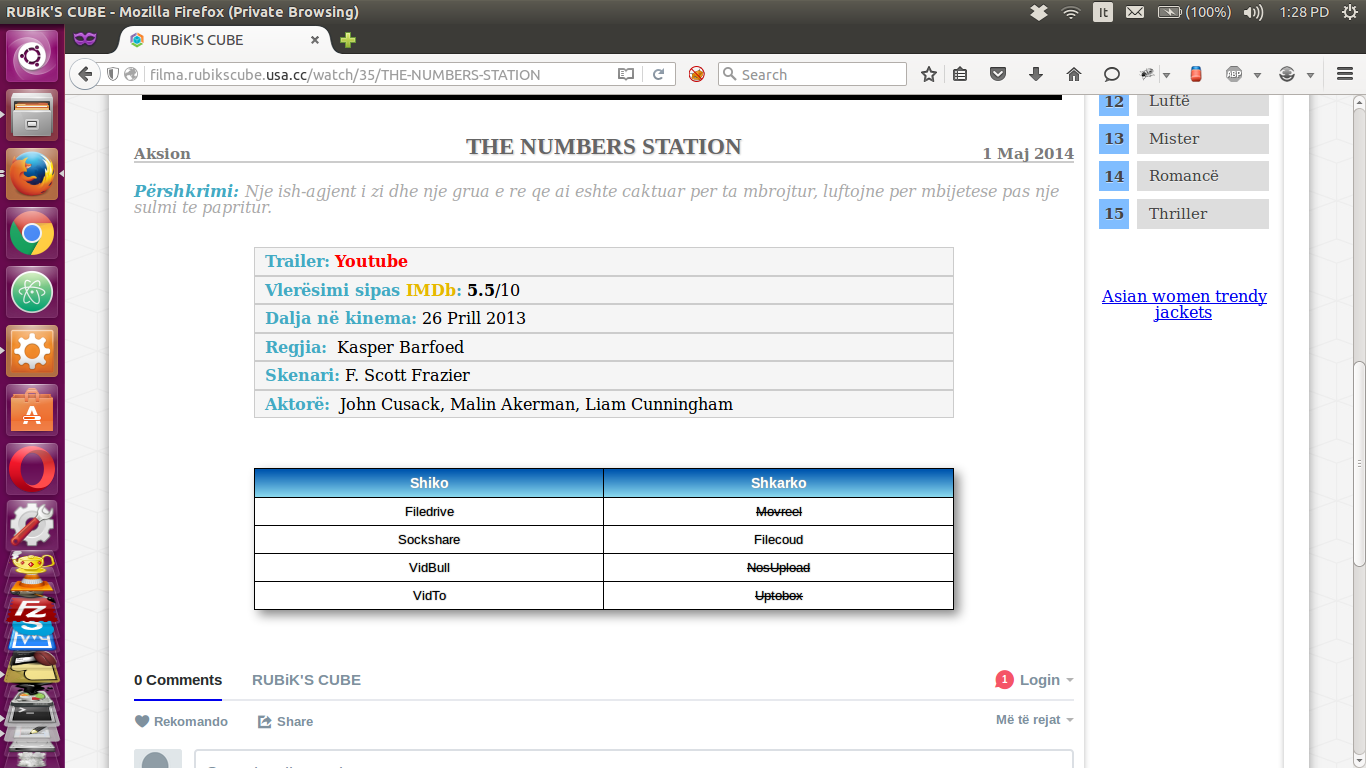 RUBiK'S CUBE - Mozilla Firefox (Private Browsing)
It
(100%)
1:28 PD
RUBiK'S CUBE
filma.rubikscube.usa.cc/watch/35/THE-NUMBERS-STATION
Search
ABP
12 Luftë
13 Mister
14 Romancë
15 Thriller
Asian women trendy
jackets
Aksion THE NUMBERS STATION 1 Maj 2014
Përshkrimi: Nje ish-agjent i zi dhe nje grua e re qe ai eshte caktuar per ta mbrojtur, luftojne per mbijetese pas nje
sulmi te papritur.
Trailer: Youtube
Vlerësimi sipas IMDb: 5.5/10
Dalja në kinema: 26 Prill 2013
Regjia: Kasper Barfoed
Skenari: F. Scott Frazier
Aktorë: John Cusack, Malin Akerman, Liam Cunningham
Shiko Shkarko
Filedrive Movreel
Sockshare Filecoud
VidBull NosUpload
VidTo Uptobox
0 Comments RUBiK'S CUBE 1 Login
Rekomando Share Më të rejat